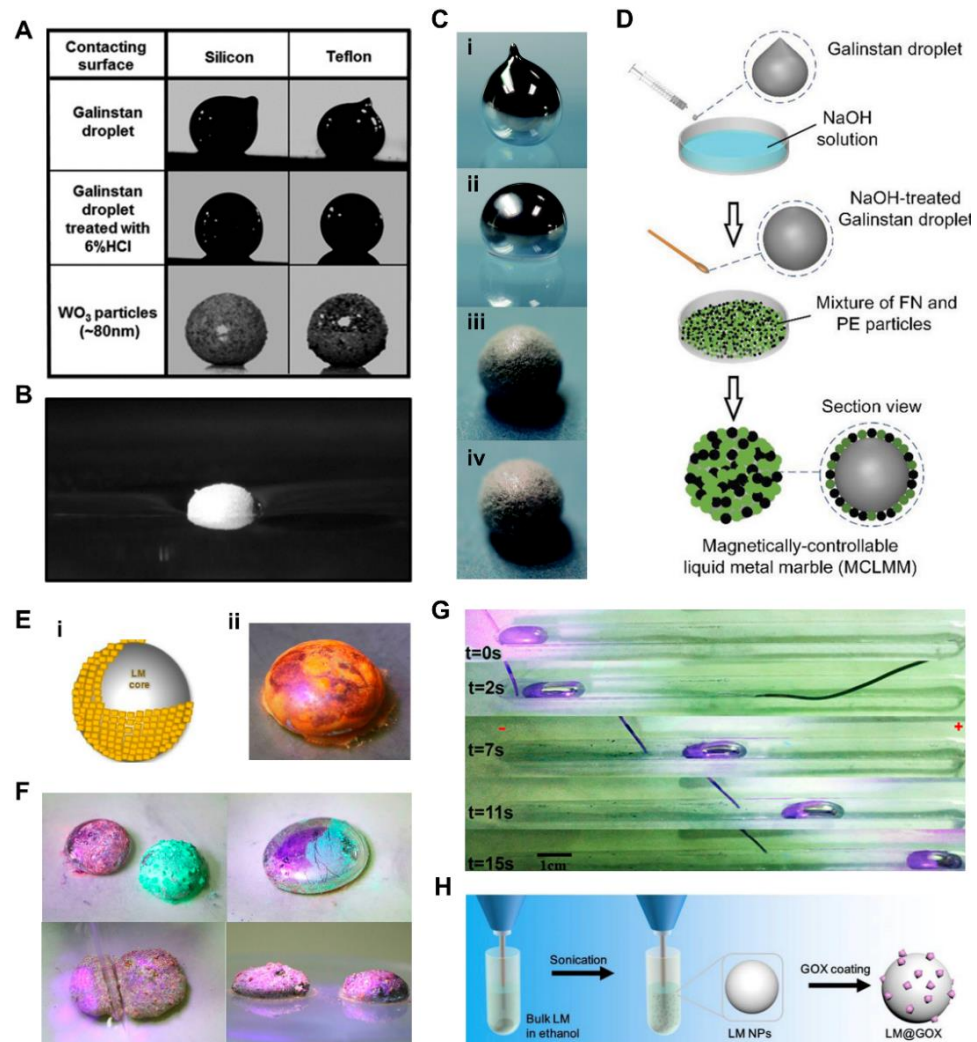 A
Contacting
surface
Silicon
Teflon
Galinstan
droplet
Galinstan
droplet
treated with
6%HCl
WO₃ particles
(~80nm)
B
C
i
ii
iii
iv
D
Galinstan droplet
NaOH
solution
NaOH-treated
Galinstan droplet
Mixture of FN and
PE particles
Section view
Magnetically-controllable
liquid metal marble (MCLMM)
E
i
LM
core
ii
F
G
t=0s
t=2s
-
+
t=7s
t=11s
t=15s
1cm
H
Sonication
Bulk LM
in ethanol
LM NPs
GOX coating
LM@GOX